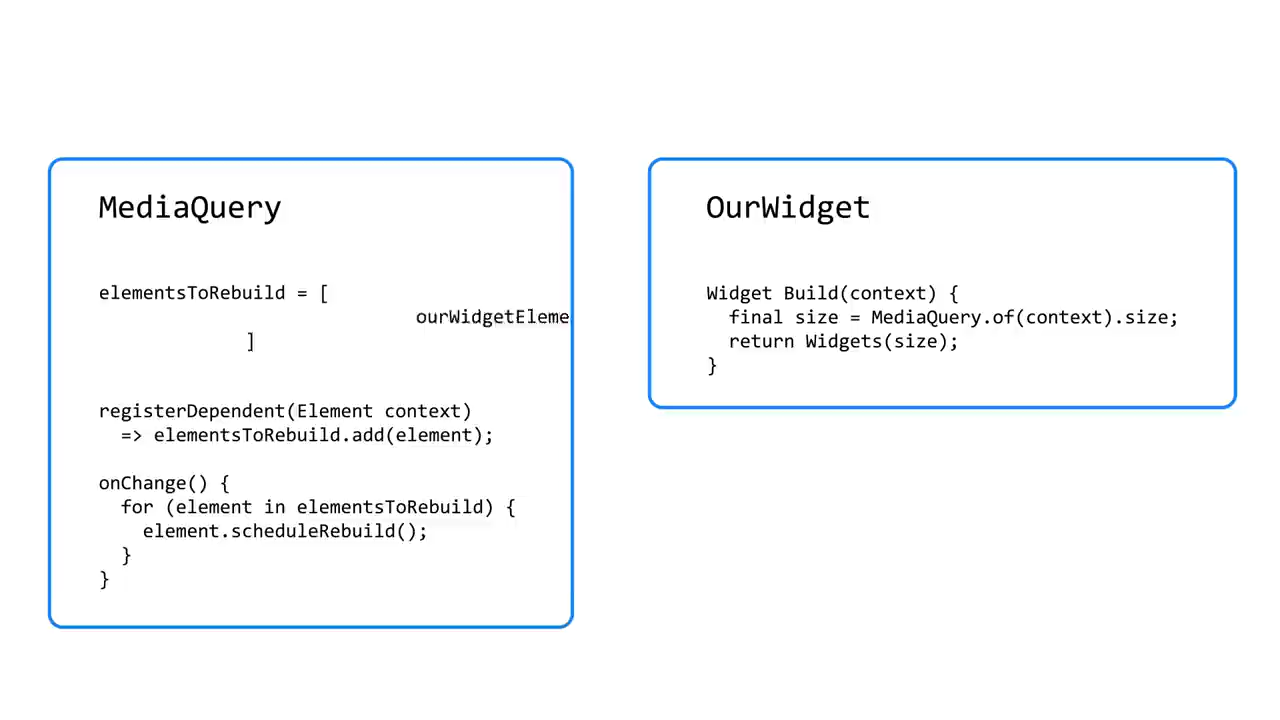 MediaQuery
elementsToRebuild = [
ourWidgetEleme
]
registerDependent(Element context)
=> elementsToRebuild.add(element);
onChange() {
for (element in elementsToRebuild) {
element.scheduleRebuild();
}
}
OurWidget
Widget Build(context) {
final size = MediaQuery.of(context).size;
return Widgets(size);
}